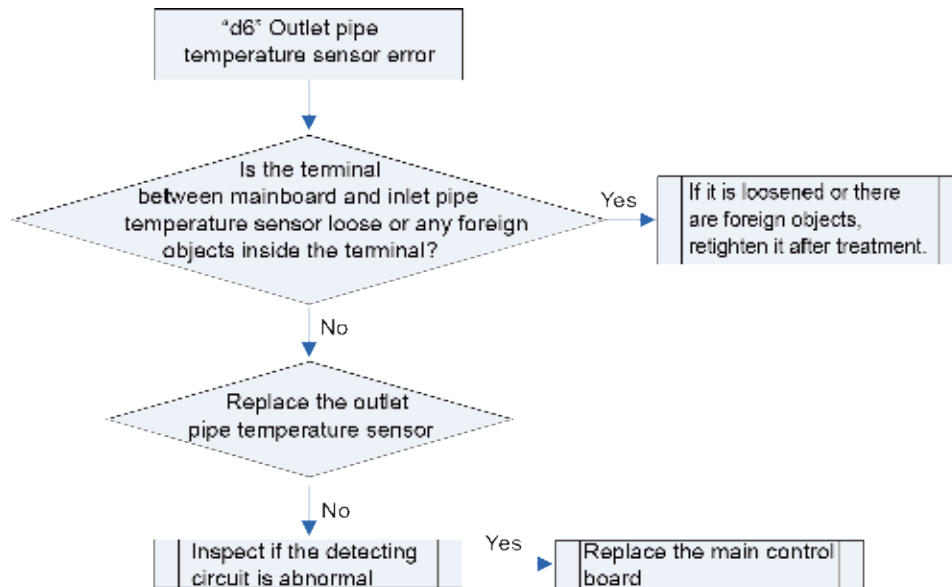 "d6" Outlet pipe
temperature sensor error
Is the terminal
between mainboard and inlet pipe
temperature sensor loose or any foreign
objects inside the terminal?
Yes
If it is loosened or there
are foreign objects,
retighten it after treatment.
No
Replace the outlet
pipe temperature sensor
No
Inspect if the detecting
circuit is abnormal
Yes
Replace the main control
board